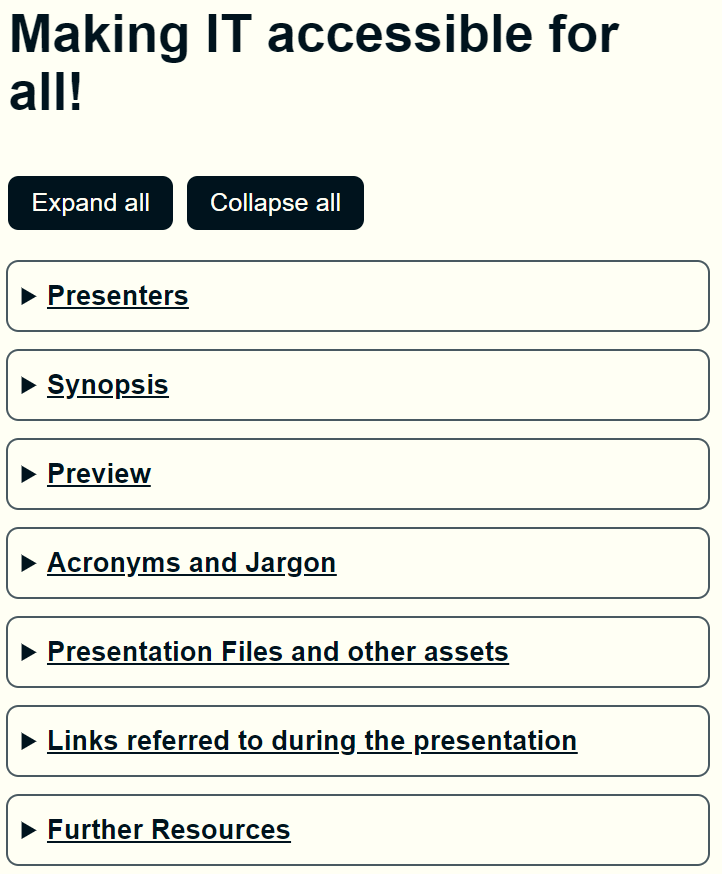 Making IT accessible for
all!
Expand all
Collapse all
Presenters
Synopsis
Preview
Acronyms and Jargon
Presentation Files and other assets
Links referred to during the presentation
Further Resources